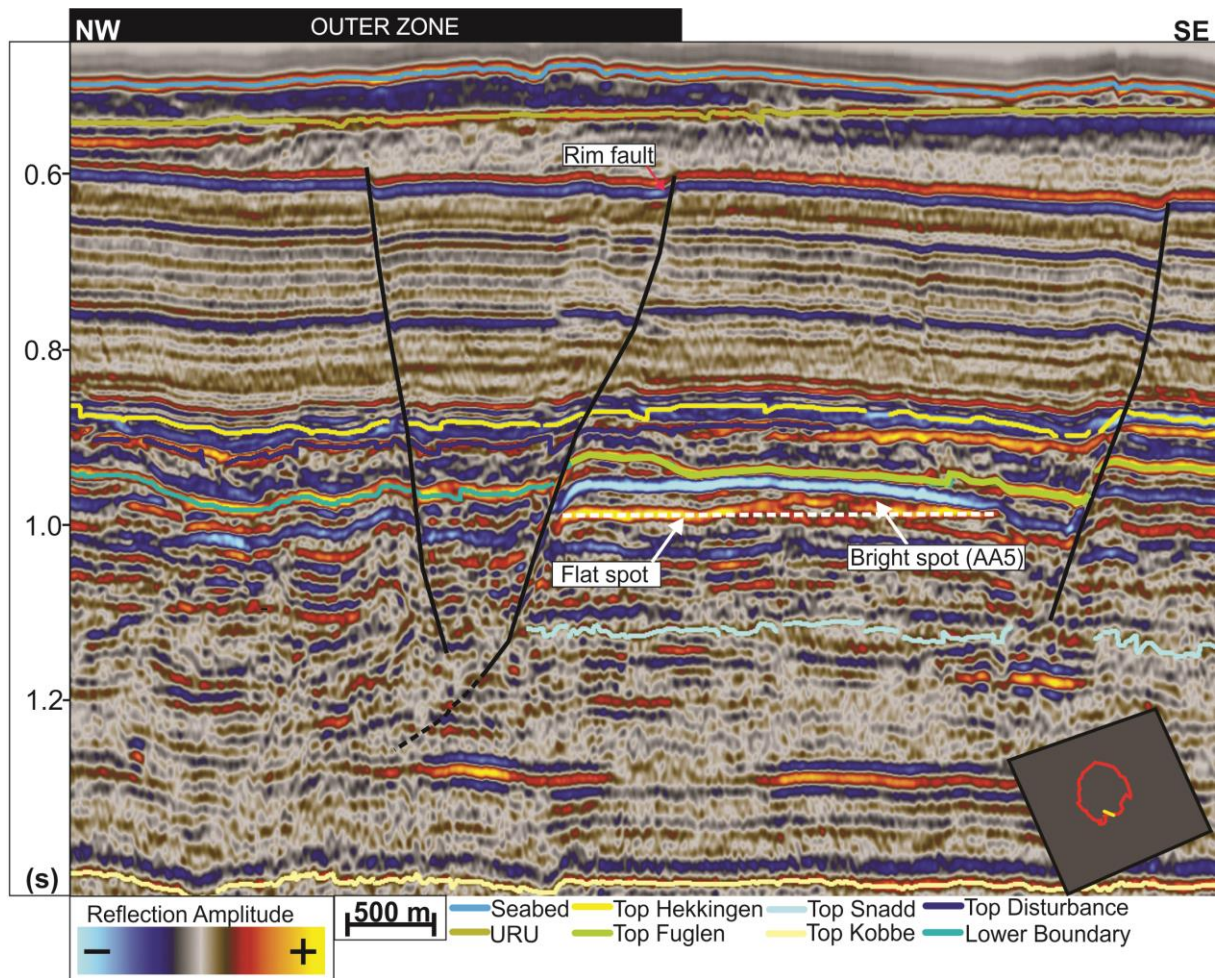 OUTER ZONE
NW
SE
Rim fault
0.6
0.8
1.0
Flat spot
Bright spot (AA5)
1.2
(s)
Reflection Amplitude
− +
500 m
Seabed Top Hekkingen Top Snadd Top Disturbance
URU Top Fuglen Top Kobbe Lower Boundary